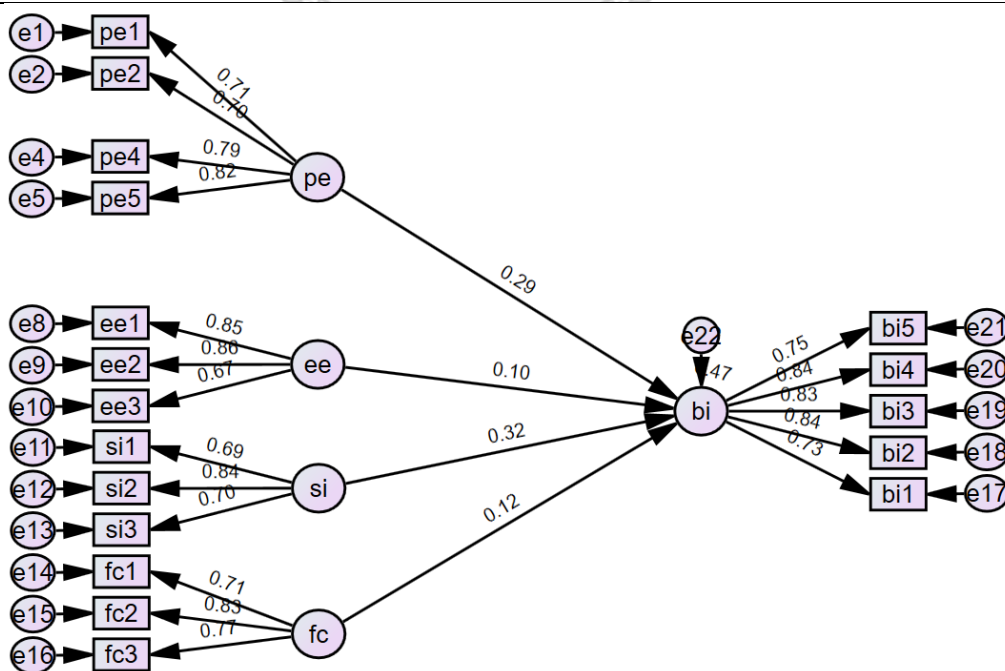 e1 pe1
e2 pe2
0.71
0.70
e4 pe4 0.79
pe
e5 pe5 0.82
0.29
e8 ee1 0.85
e9 ee2 0.86
ee
e10 ee3 0.67
0.10
e22
.47
bi
0.75 bi5 e21
0.84 bi4 e20
0.83 bi3 e19
0.84 bi2 e18
0.73 bi1 e17
e11 si1 0.69
e12 si2 0.84
si
0.32
e13 si3 0.70
e14 fc1 0.71
0.12
e15 fc2 0.83
fc
e16 fc3 0.77